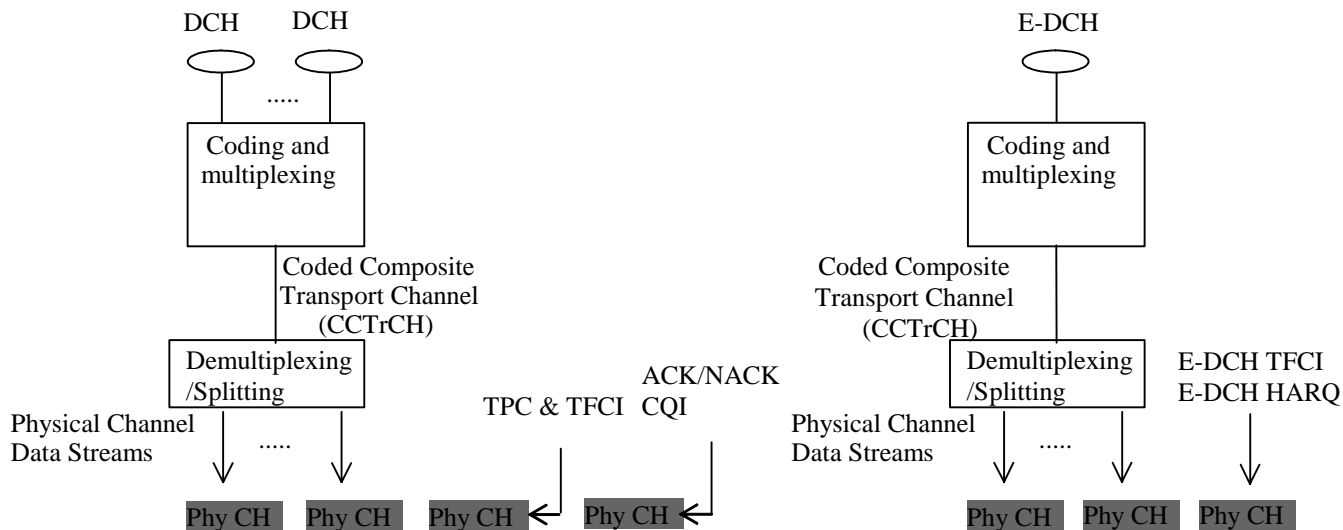 DCH
DCH
.....
Coding and
multiplexing
Coded Composite
Transport Channel
(CCTrCH)
Demultiplexing
/Splitting
Physical Channel
Data Streams
.....
TPC & TFCI
ACK/NACK
CQI
Phy CH
Phy CH
Phy CH
Phy CH
E-DCH
Coding and
multiplexing
Coded Composite
Transport Channel
(CCTrCH)
Demultiplexing
/Splitting
E-DCH TFCI
E-DCH HARQ
Physical Channel
Data Streams
.....
Phy CH
Phy CH
Phy CH